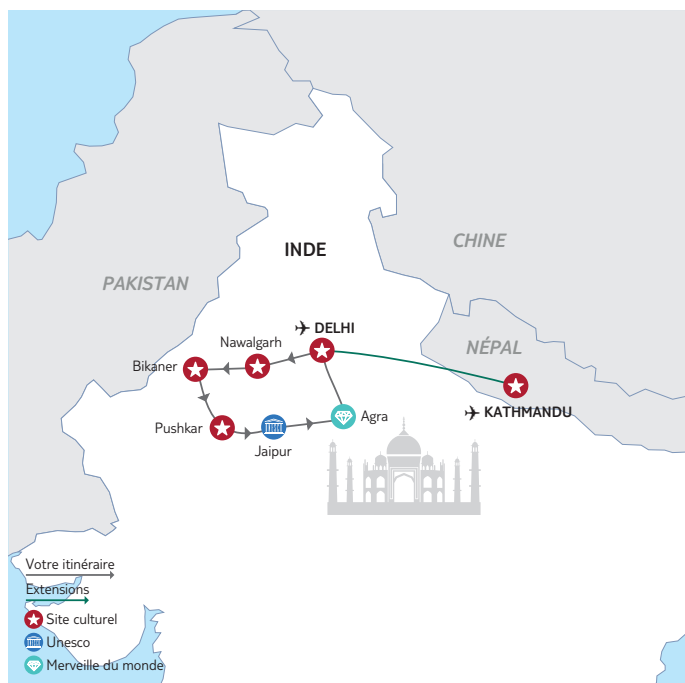 CHINE
INDE
PAKISTAN
DELHI
Nawalgarh
NÉPAL
Bikaner
KATHMANDU
Agra
Pushkar
Jaipur
Votre itinéraire
Extensions
Site culturel
Unesco
Merveille du monde